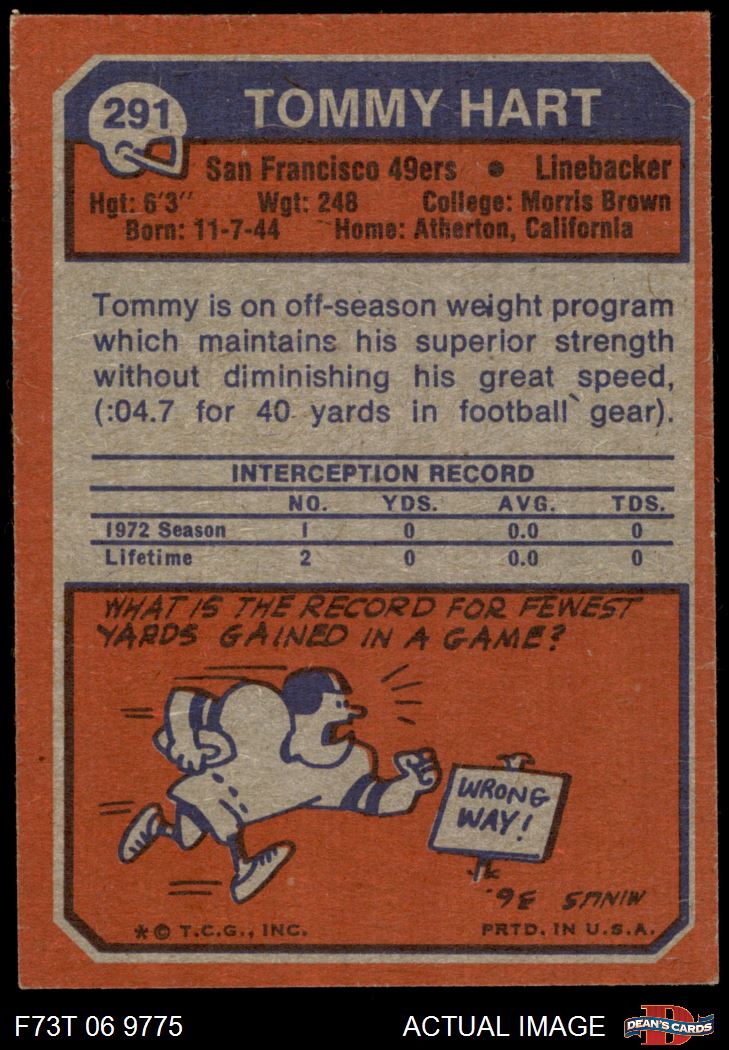 291
TOMMY HART
San Francisco 49ers • Linebacker
Hgt: 6'3" Wgt: 248 College: Morris Brown
Born: 11-7-44 Home: Atherton, California
Tommy is on off-season weight program
which maintains his superior strength
without diminishing his great speed,
(:04.7 for 40 yards in football gear).
INTERCEPTION RECORD
NO. YDS. AVG. TDS.
1972 Season 1 0 0.0 0
Lifetime 2 0 0.0 0
WHAT IS THE RECORD FOR FEWEST
YARDS GAINED IN A GAME?
WRONG
WAY!
MINUS 36.
* © T.C.G., INC. PRTD. IN U.S.A.
F73T 06 9775 ACTUAL IMAGE DEAN'S CARDS